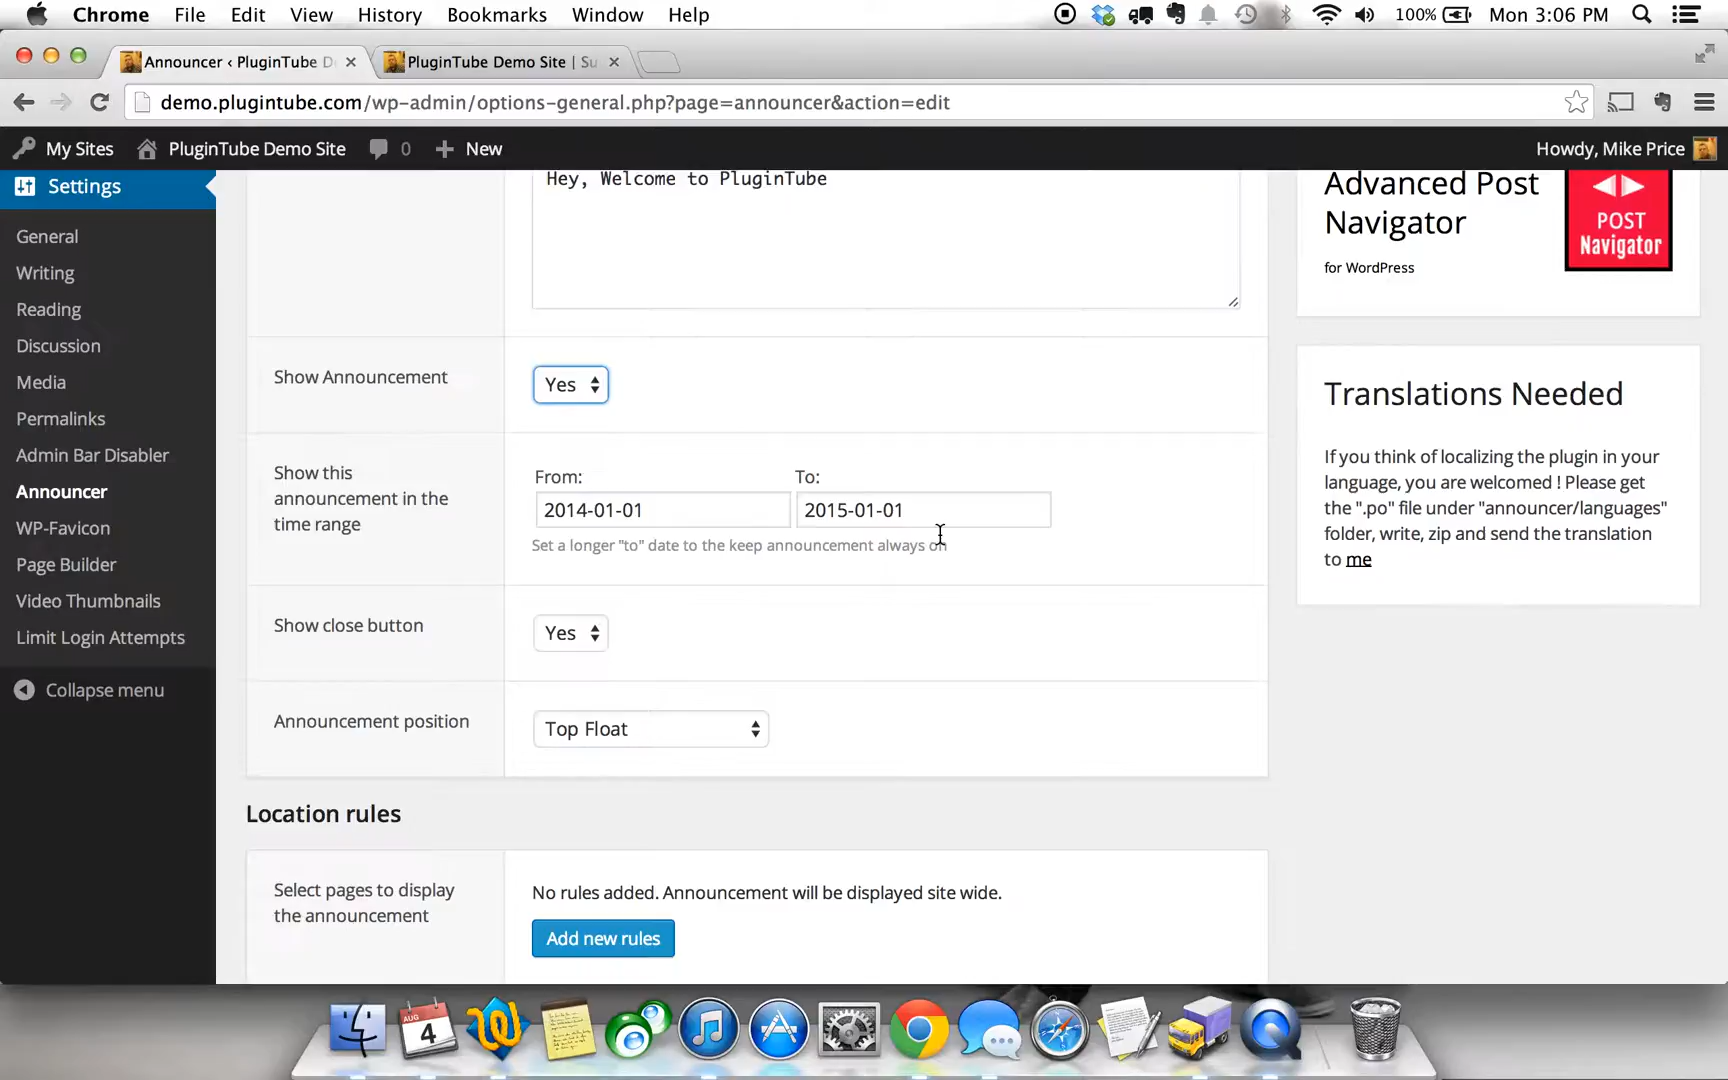 Chrome File Edit View History Bookmarks Window Help 100% Mon 3:06 PM
Announcer ‹ PluginTube D PluginTube Demo Site | Su
demo.plugintube.com/wp-admin/options-general.php?page=announcer&action=edit
My Sites PluginTube Demo Site 0 New Howdy, Mike Price
Settings
General
Writing
Reading
Discussion
Media
Permalinks
Admin Bar Disabler
Announcer
WP-Favicon
Page Builder
Video Thumbnails
Limit Login Attempts
Collapse menu
Hey, Welcome to PluginTube
Show Announcement
Yes
Show this
announcement in the
time range
From: To:
2014-01-01 2015-01-01
Set a longer "to" date to the keep announcement always on
Show close button
Yes
Announcement position
Top Float
Location rules
Select pages to display
the announcement
No rules added. Announcement will be displayed site wide.
Add new rules
Advanced Post
Navigator
for WordPress
POST
Navigator
Translations Needed
If you think of localizing the plugin in your
language, you are welcomed ! Please get
the ".po" file under "announcer/languages"
folder, write, zip and send the translation
to me
AUG
4